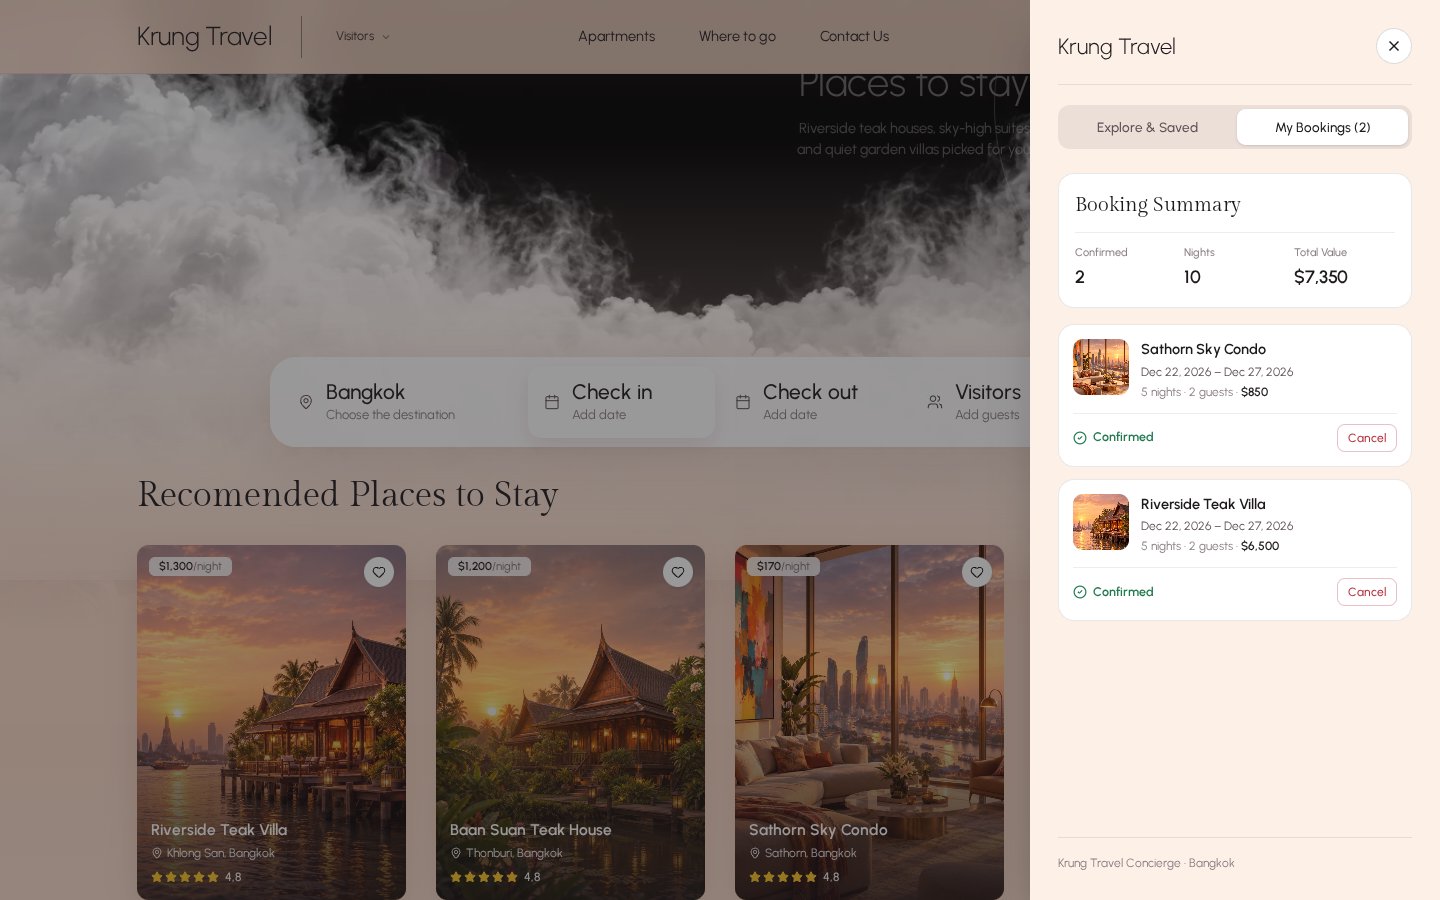 Krung Travel
Visitors
Apartments
Where to go
Contact Us
Places to stay
Riverside teak houses, sky-high suites
and quiet garden villas picked for you
Bangkok
Choose the destination
Check in
Add date
Check out
Add date
Visitors
Add guests
Recomended Places to Stay
$1,300/night
Riverside Teak Villa
Khlong San, Bangkok
4,8
$1,200/night
Baan Suan Teak House
Thonburi, Bangkok
4.8
$170/night
Sathorn Sky Condo
Sathorn, Bangkok
4,8
Krung Travel
Explore & Saved
My Bookings (2)
Booking Summary
Confirmed
2
Nights
10
Total Value
$7,350
Sathorn Sky Condo
Dec 22, 2026 – Dec 27, 2026
5 nights · 2 guests · $850
Confirmed
Cancel
Riverside Teak Villa
Dec 22, 2026 – Dec 27, 2026
5 nights · 2 guests · $6,500
Confirmed
Cancel
Krung Travel Concierge · Bangkok